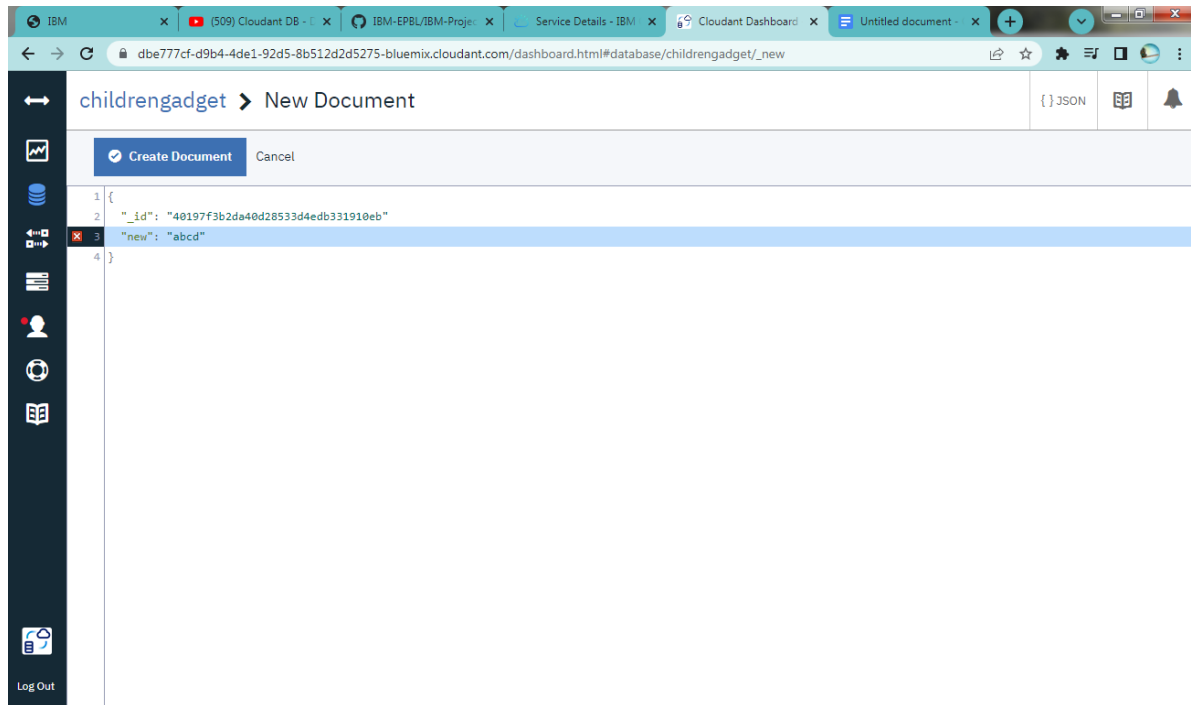 IBM
(509) Cloudant DB - D
IBM-EPBL/IBM-Projec
Service Details - IBM
Cloudant Dashboard
Untitled document -
dbe777cf-d9b4-4de1-92d5-8b512d2d5275-bluemix.cloudant.com/dashboard.html#database/childrengadget/_new
childrengadget > New Document
{ } JSON
Create Document Cancel
1 {
2 "_id": "40197f3b2da40d28533d4edb331910eb"
3 "new": "abcd"
4 }
Log Out